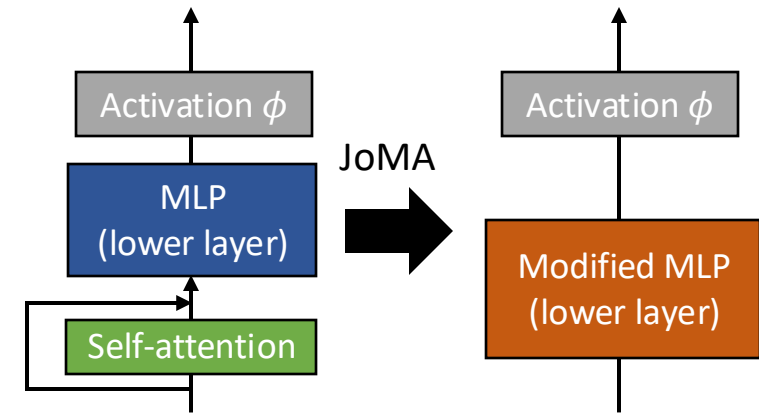 Activation ϕ
MLP
(lower layer)
Self-attention
JoMA
Activation ϕ
Modified MLP
(lower layer)